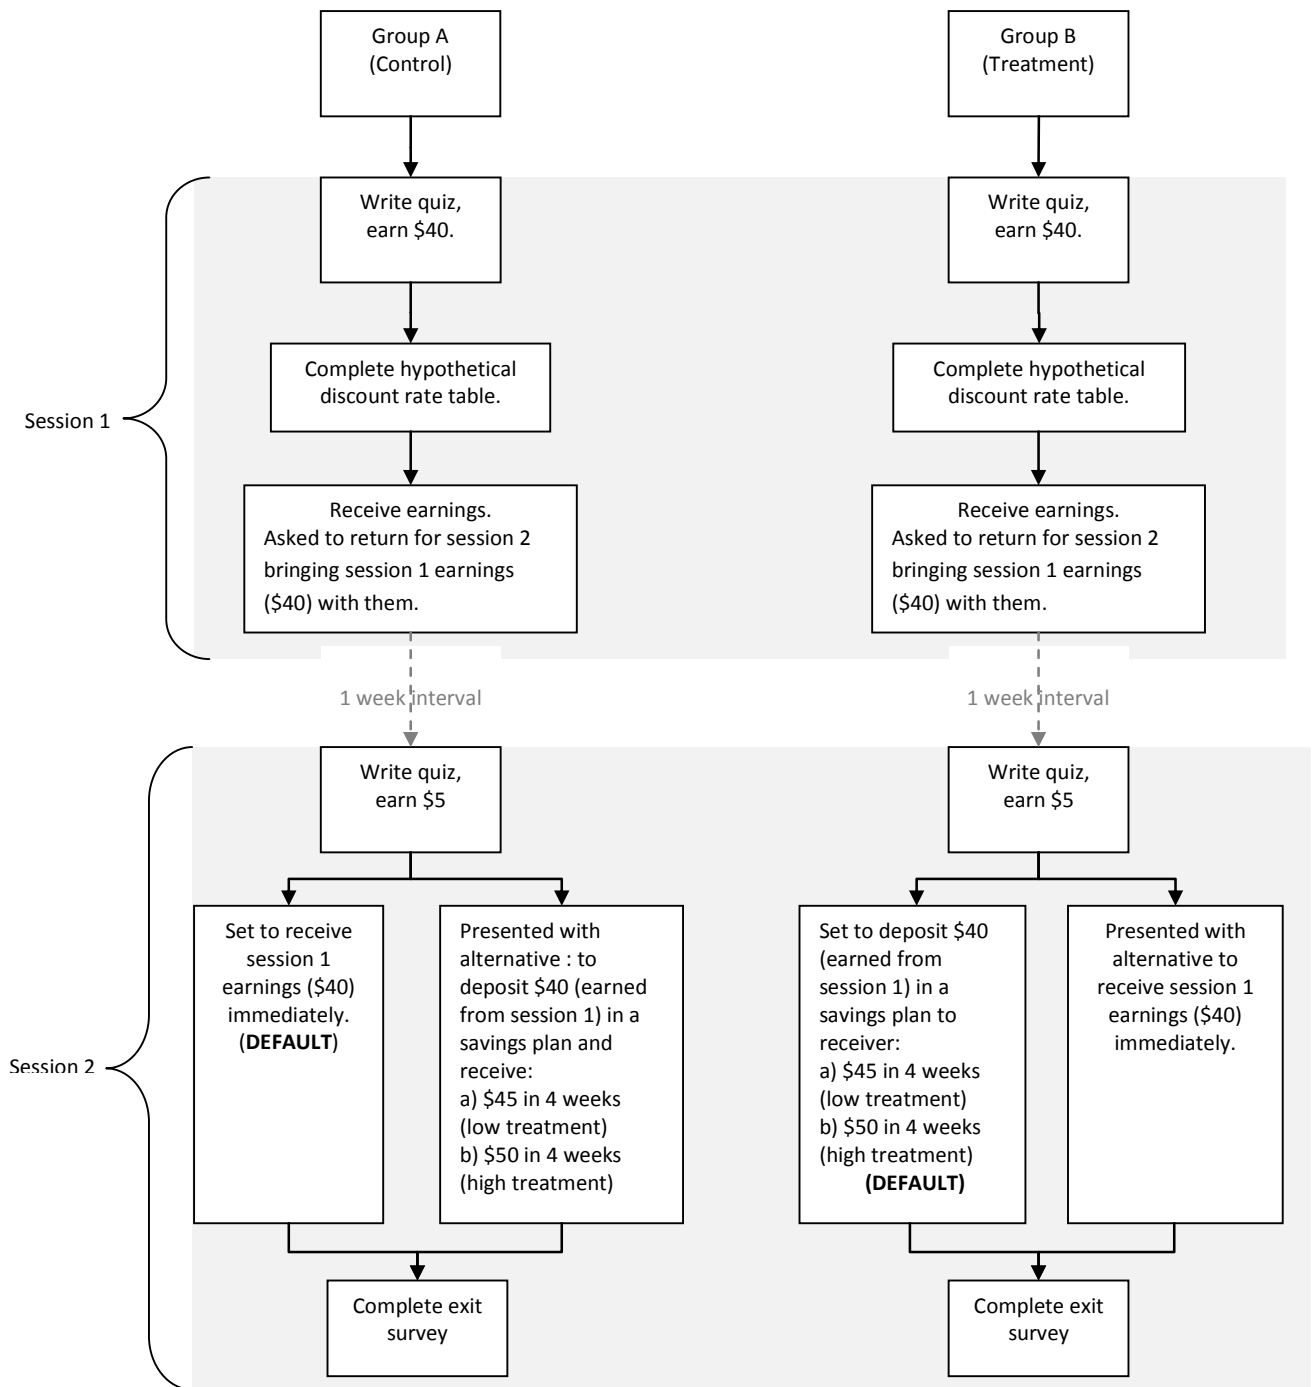 Group A
(Control)
Group B
(Treatment)
Session 1
Write quiz,
earn $40.
Write quiz,
earn $40.
Complete hypothetical
discount rate table.
Complete hypothetical
discount rate table.
Receive earnings.
Asked to return for session 2
bringing session 1 earnings
($40) with them.
Receive earnings.
Asked to return for session 2
bringing session 1 earnings
($40) with them.
1 week interval
1 week interval
Session 2
Write quiz,
earn $5
Write quiz,
earn $5
Set to receive
session 1
earnings ($40)
immediately.
(DEFAULT)
Presented with
alternative : to
deposit $40 (earned
from session 1) in a
savings plan and
receive:
a) $45 in 4 weeks
(low treatment)
b) $50 in 4 weeks
(high treatment)
Set to deposit $40
(earned from
session 1) in a
savings plan to
receiver:
a) $45 in 4 weeks
(low treatment)
b) $50 in 4 weeks
(high treatment)
(DEFAULT)
Presented with
alternative to
receive session 1
earnings ($40)
immediately.
Complete exit
survey
Complete exit
survey